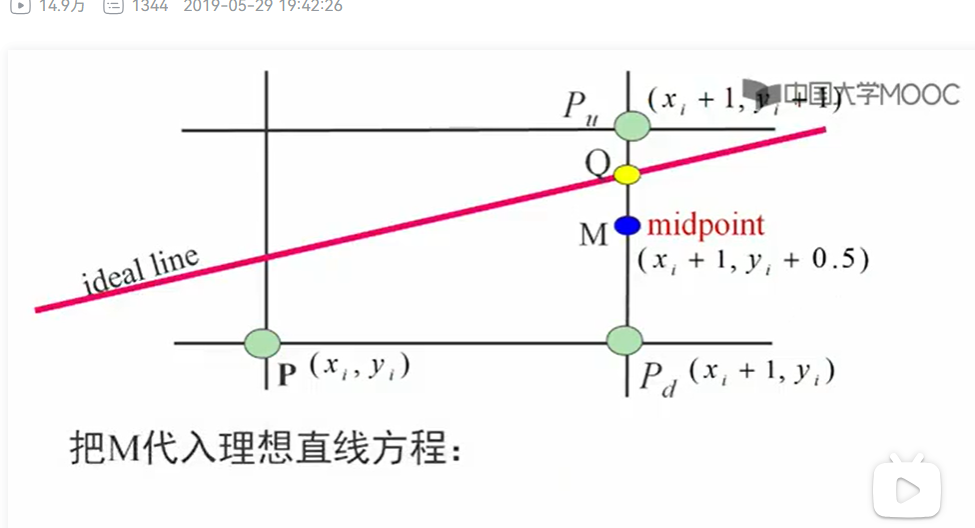 14.9万 1344 2019-05-29 19:42:26
中国大学MOOC
P_u (x_i + 1, y_i + 1)
Q
M midpoint
(x_i + 1, y_i + 0.5)
ideal line
P (x_i, y_i)
P_d (x_i + 1, y_i)
把M代入理想直线方程：